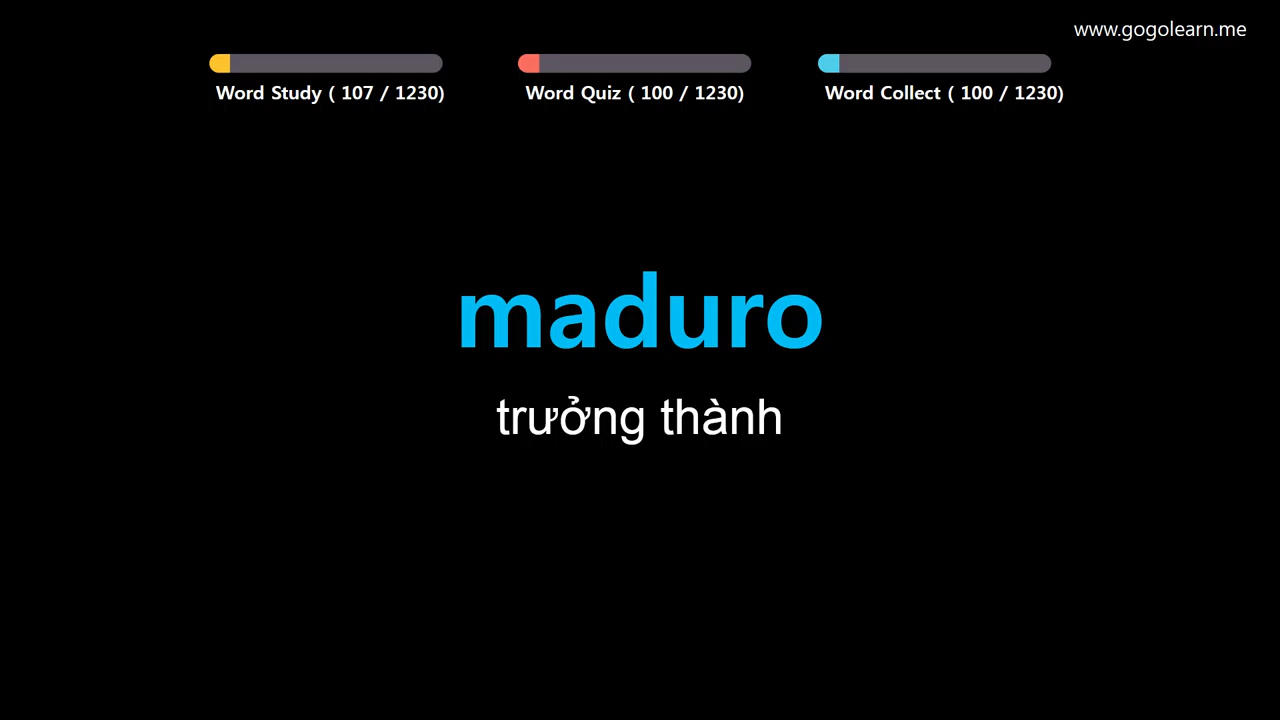 www.gogolearn.me
Word Study ( 107 / 1230)
Word Quiz ( 100 / 1230)
Word Collect ( 100 / 1230)
maduro
trưởng thành